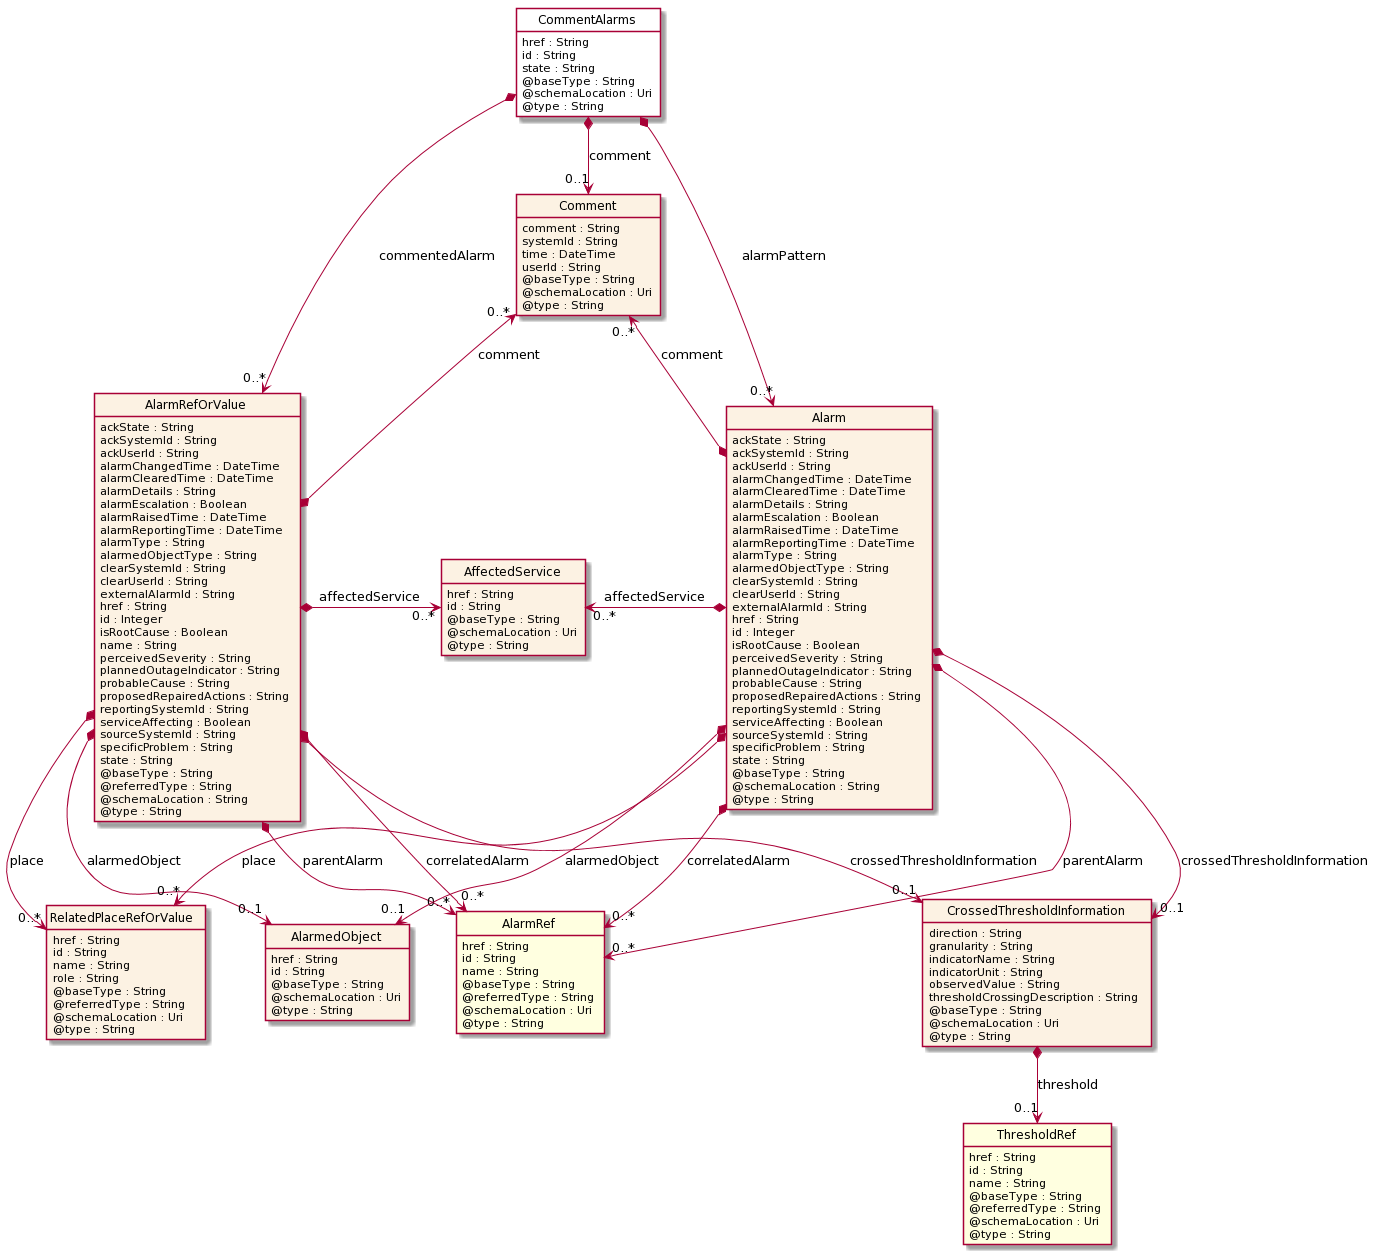 CommentAlarms
href : String
id : String
state : String
@baseType : String
@schemaLocation : Uri
@type : String
comment
0..1
Comment
comment : String
systemId : String
time : DateTime
userId : String
@baseType : String
@schemaLocation : Uri
@type : String
commentedAlarm
alarmPattern
0..*
0..*
comment
comment
0..*
0..*
AlarmRefOrValue
ackState : String
ackSystemId : String
ackUserId : String
alarmChangedTime : DateTime
alarmClearedTime : DateTime
alarmDetails : String
alarmEscalation : Boolean
alarmRaisedTime : DateTime
alarmReportingTime : DateTime
alarmType : String
alarmedObjectType : String
clearSystemId : String
clearUserId : String
externalAlarmId : String
href : String
id : Integer
isRootCause : Boolean
name : String
perceivedSeverity : String
plannedOutageIndicator : String
probableCause : String
proposedRepairedActions : String
reportingSystemId : String
serviceAffecting : Boolean
sourceSystemId : String
specificProblem : String
state : String
@baseType : String
@referredType : String
@schemaLocation : String
@type : String
Alarm
ackState : String
ackSystemId : String
ackUserId : String
alarmChangedTime : DateTime
alarmClearedTime : DateTime
alarmDetails : String
alarmEscalation : Boolean
alarmRaisedTime : DateTime
alarmReportingTime : DateTime
alarmType : String
alarmedObjectType : String
clearSystemId : String
clearUserId : String
externalAlarmId : String
href : String
id : Integer
isRootCause : Boolean
perceivedSeverity : String
plannedOutageIndicator : String
probableCause : String
proposedRepairedActions : String
reportingSystemId : String
serviceAffecting : Boolean
sourceSystemId : String
specificProblem : String
state : String
@baseType : String
@schemaLocation : String
@type : String
affectedService
0..*
affectedService
0..*
AffectedService
href : String
id : String
@baseType : String
@schemaLocation : Uri
@type : String
place
alarmedObject
place
parentAlarm
correlatedAlarm
alarmedObject
correlatedAlarm
crossedThresholdInformation
parentAlarm
crossedThresholdInformation
0..*
0..*
0..1
0..1
0..*
0..*
0..*
0..*
0..1
0..1
RelatedPlaceRefOrValue
href : String
id : String
name : String
role : String
@baseType : String
@referredType : String
@schemaLocation : Uri
@type : String
AlarmedObject
href : String
id : String
@baseType : String
@schemaLocation : Uri
@type : String
AlarmRef
href : String
id : String
name : String
@baseType : String
@referredType : String
@schemaLocation : Uri
@type : String
CrossedThresholdInformation
direction : String
granularity : String
indicatorName : String
indicatorUnit : String
observedValue : String
thresholdCrossingDescription : String
@baseType : String
@schemaLocation : Uri
@type : String
threshold
0..1
ThresholdRef
href : String
id : String
name : String
@baseType : String
@referredType : String
@schemaLocation : Uri
@type : String